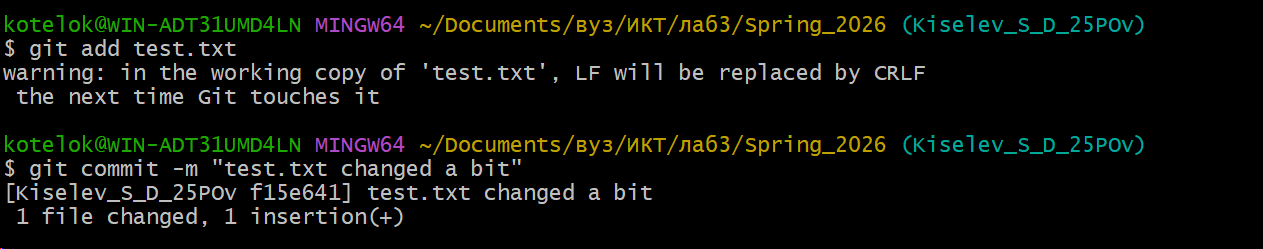 kotelok@WIN-ADT31UMD4LN MINGW64 ~/Documents/вуз/ИКТ/лаб3/Spring_2026 (Kiselev_S_D_25POv)
$ git add test.txt
warning: in the working copy of 'test.txt', LF will be replaced by CRLF
 the next time Git touches it
kotelok@WIN-ADT31UMD4LN MINGW64 ~/Documents/вуз/ИКТ/лаб3/Spring_2026 (Kiselev_S_D_25POv)
$ git commit -m "test.txt changed a bit"
[Kiselev_S_D_25POv f15e641] test.txt changed a bit
 1 file changed, 1 insertion(+)